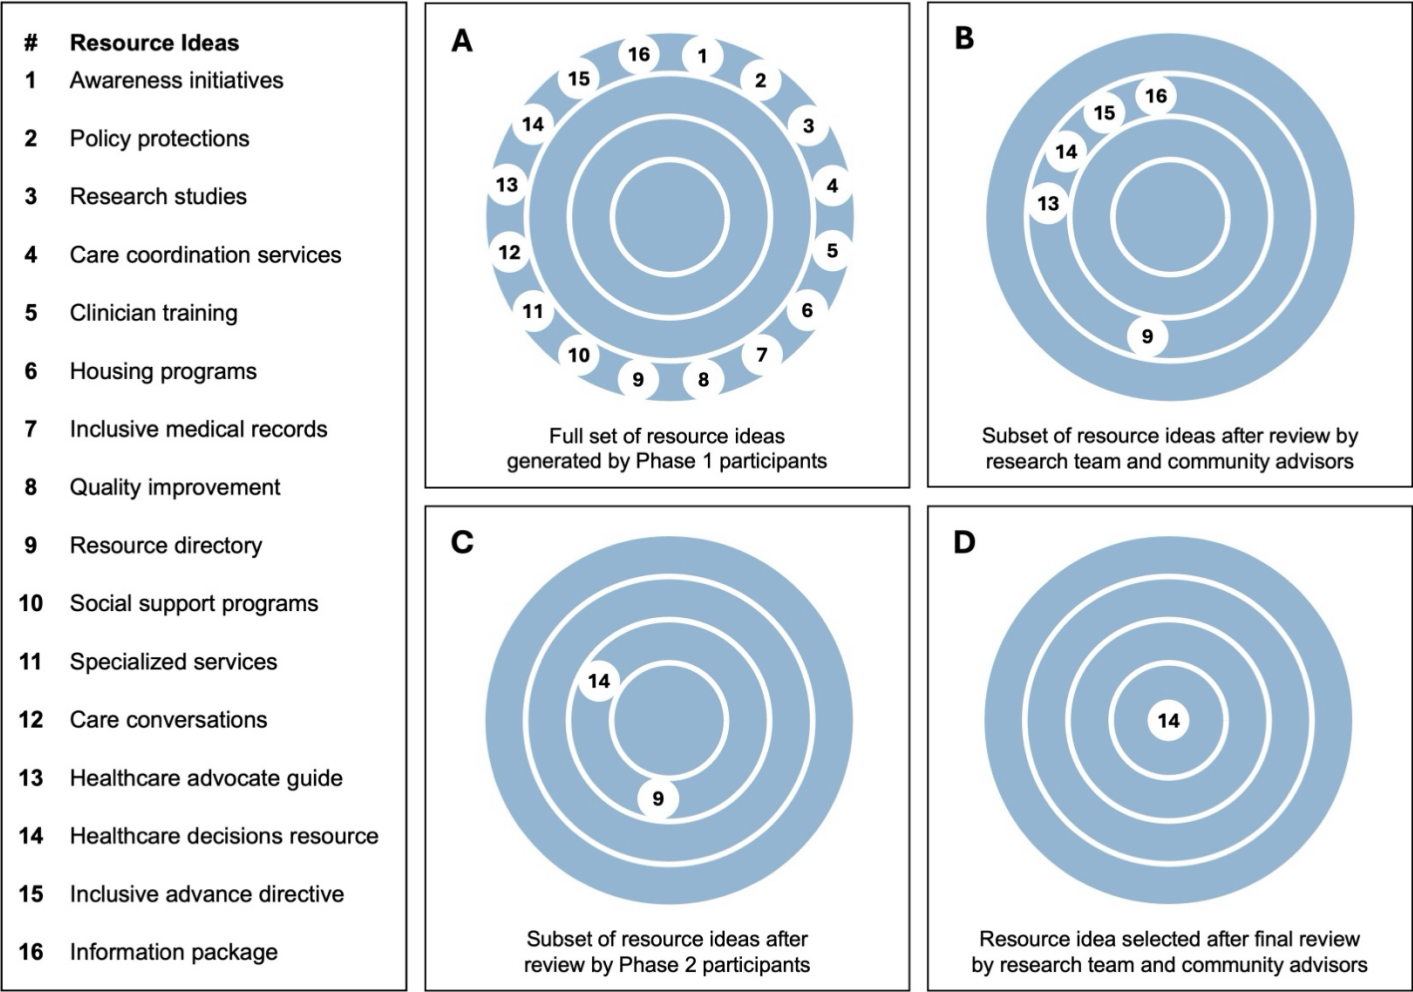 # Resource Ideas
1 Awareness initiatives
2 Policy protections
3 Research studies
4 Care coordination services
5 Clinician training
6 Housing programs
7 Inclusive medical records
8 Quality improvement
9 Resource directory
10 Social support programs
11 Specialized services
12 Care conversations
13 Healthcare advocate guide
14 Healthcare decisions resource
15 Inclusive advance directive
16 Information package
A
1
2
3
4
5
6
7
8
9
10
11
12
13
14
15
16
Full set of resource ideas
generated by Phase 1 participants
B
16
15
14
13
9
Subset of resource ideas after review by
research team and community advisors
C
14
9
Subset of resource ideas after
review by Phase 2 participants
D
14
Resource idea selected after final review
by research team and community advisors